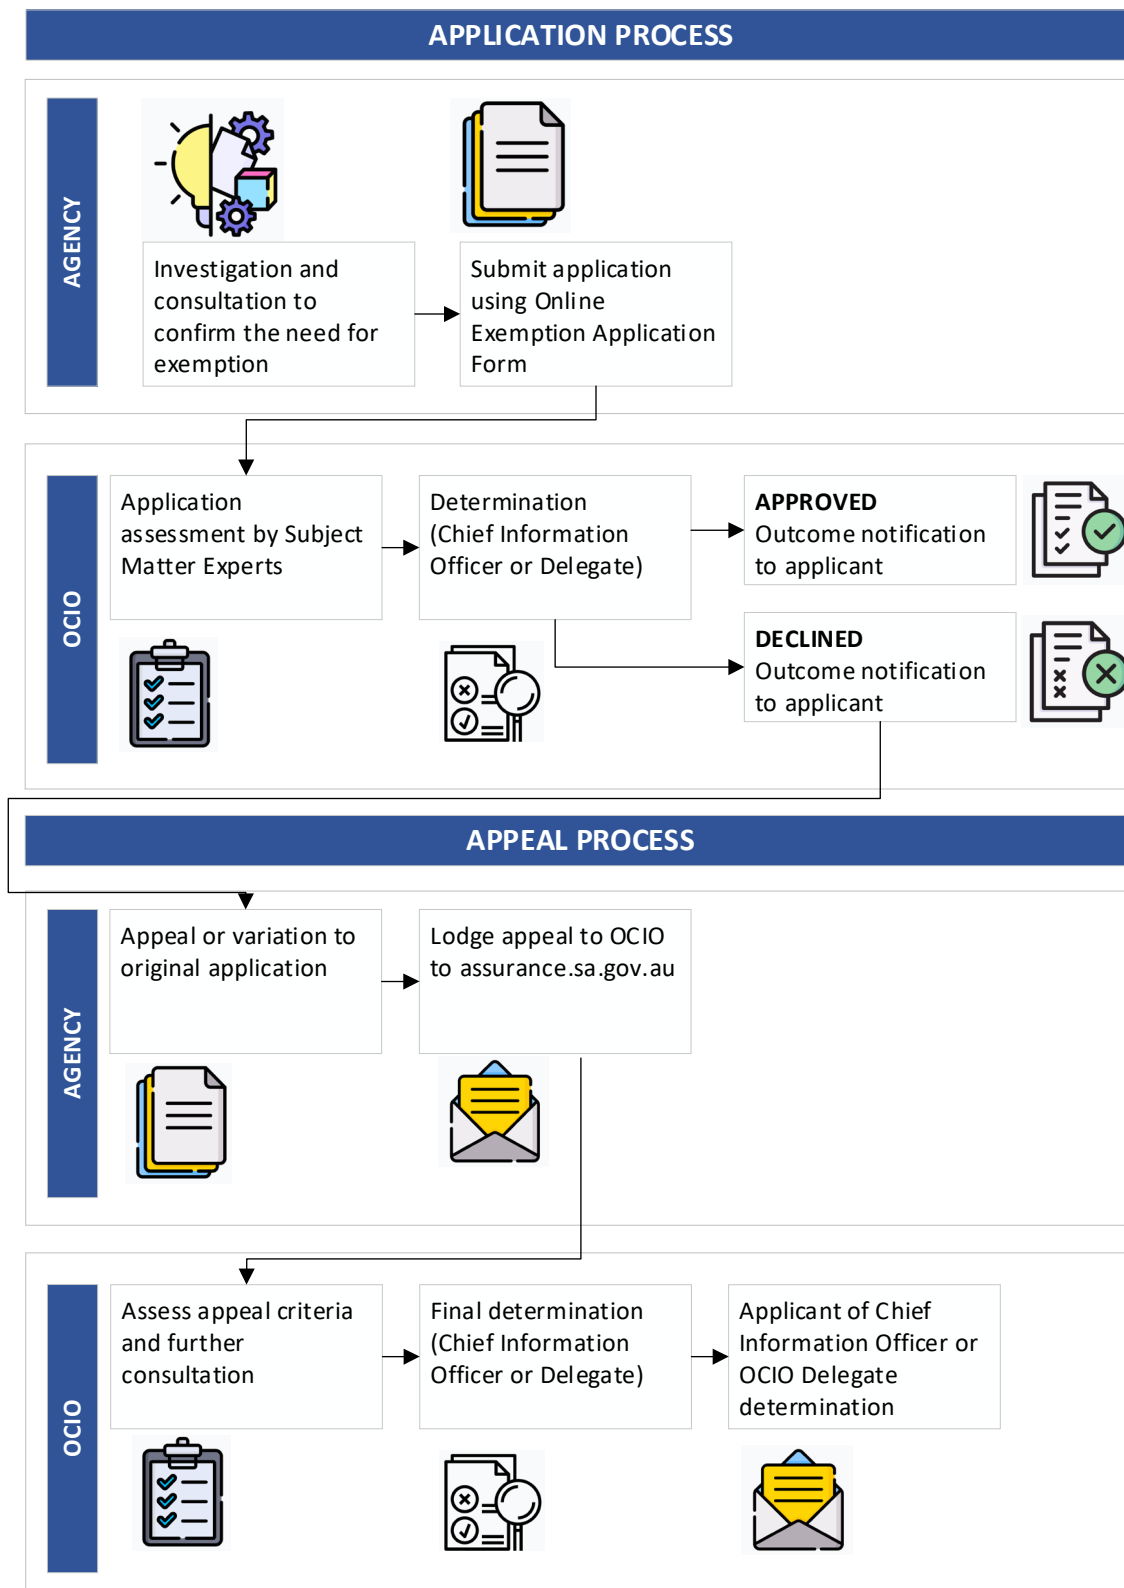 APPLICATION PROCESS
AGENCY
Investigation and
consultation to
confirm the need for
exemption
Submit application
using Online
Exemption Application
Form
OCIO
Application
assessment by Subject
Matter Experts
Determination
(Chief Information
Officer or Delegate)
APPROVED
Outcome notification
to applicant
DECLINED
Outcome notification
to applicant
APPEAL PROCESS
AGENCY
Appeal or variation to
original application
Lodge appeal to OCIO
to assurance.sa.gov.au
OCIO
Assess appeal criteria
and further
consultation
Final determination
(Chief Information
Officer or Delegate)
Applicant of Chief
Information Officer or
OCIO Delegate
determination